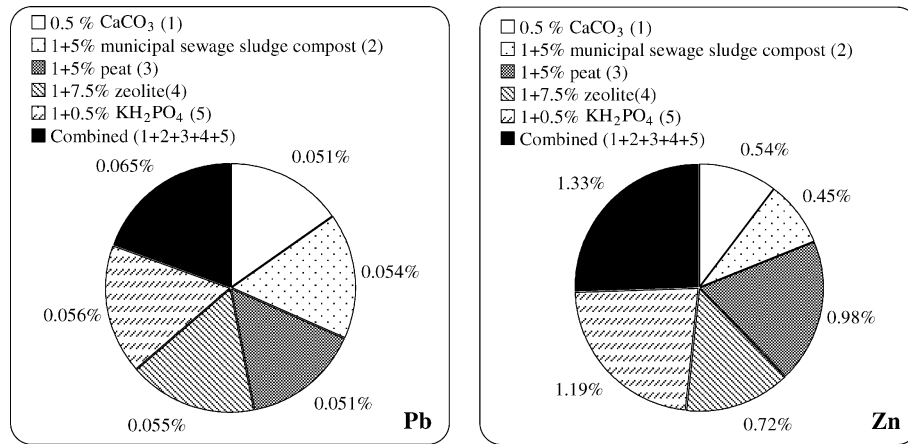 0.5 % CaCO₃ (1)
1+5% municipal sewage sludge compost (2)
1+5% peat (3)
1+7.5% zeolite(4)
1+0.5% KH₂PO₄ (5)
Combined (1+2+3+4+5)
0.065%
0.051%
0.054%
0.056%
0.051%
0.055%
Pb
0.5 % CaCO₃ (1)
1+5% municipal sewage sludge compost (2)
1+5% peat (3)
1+7.5% zeolite(4)
1+0.5% KH₂PO₄ (5)
Combined (1+2+3+4+5)
0.54%
1.33%
0.45%
0.98%
1.19%
0.72%
Zn